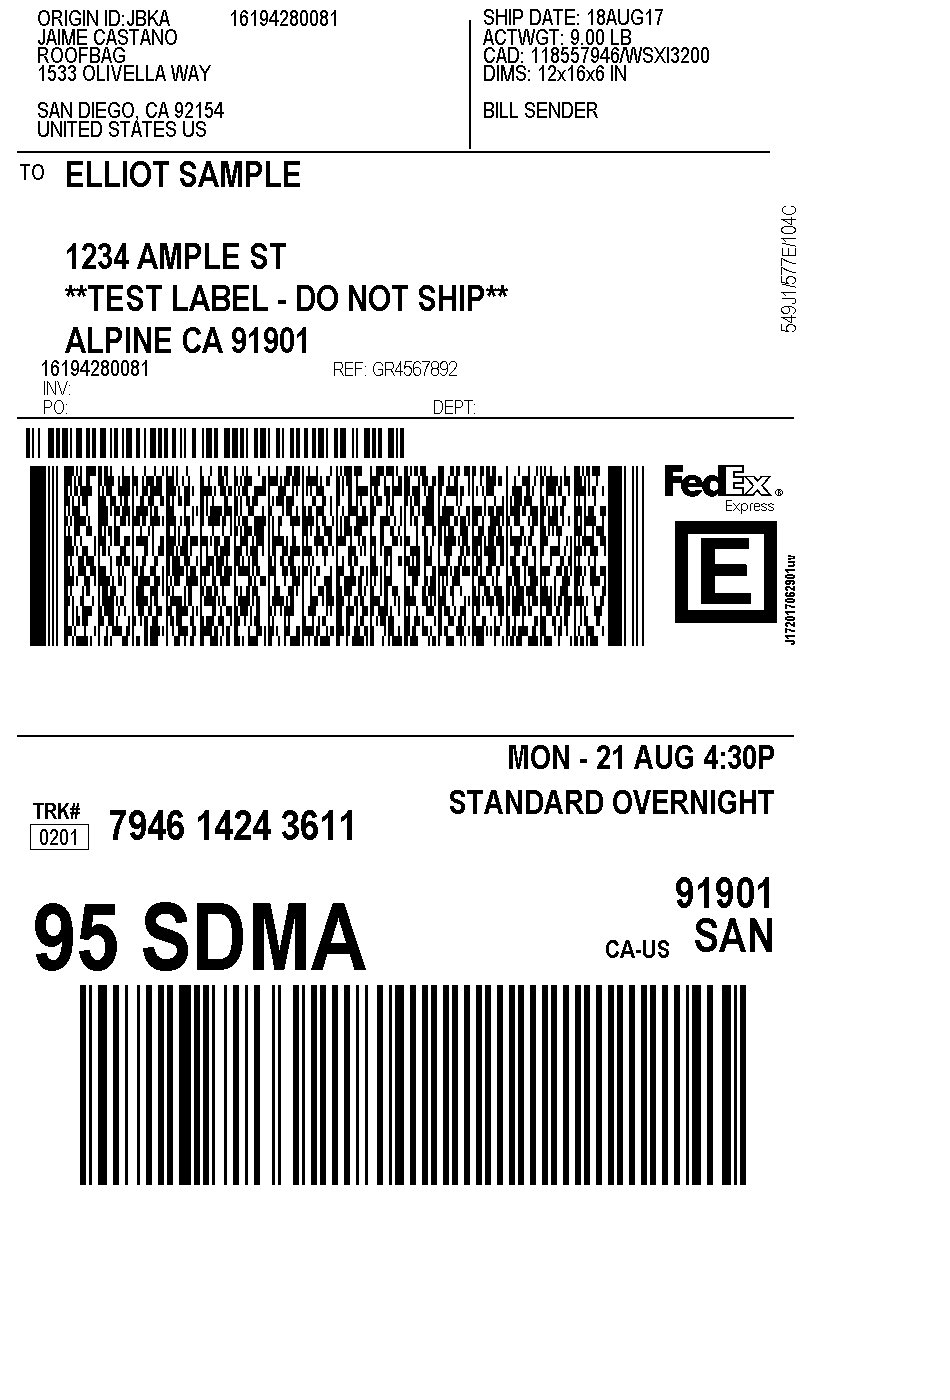 ORIGIN ID:JBKA 16194280081
JAIME CASTANO
ROOFBAG
1533 OLIVELLA WAY
SAN DIEGO, CA 92154
UNITED STATES US
SHIP DATE: 18AUG17
ACTWGT: 9.00 LB
CAD: 118557946/WSXI3200
DIMS: 12x16x6 IN
BILL SENDER
TO ELLIOT SAMPLE
1234 AMPLE ST
**TEST LABEL - DO NOT SHIP**
ALPINE CA 91901
16194280081 REF: GR4567892
INV:
PO: DEPT:
549J1/577E/104C
FedEx®
Express
E
J172017062901uv
MON - 21 AUG 4:30P
STANDARD OVERNIGHT
TRK#
0201 7946 1424 3611
95 SDMA
91901
CA-US SAN